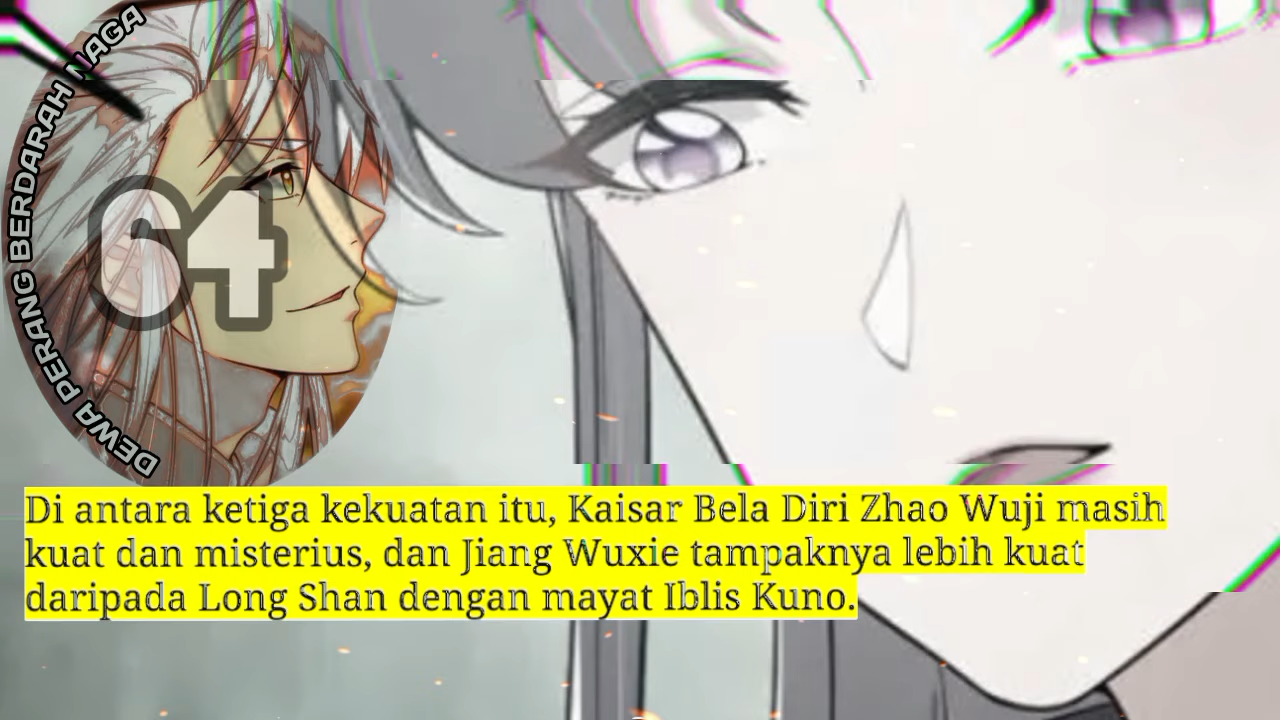 DEWA PERANG BERDARAH NAGA
64
Di antara ketiga kekuatan itu, Kaisar Bela Diri Zhao Wuji masih
kuat dan misterius, dan Jiang Wuxie tampaknya lebih kuat
daripada Long Shan dengan mayat Iblis Kuno.